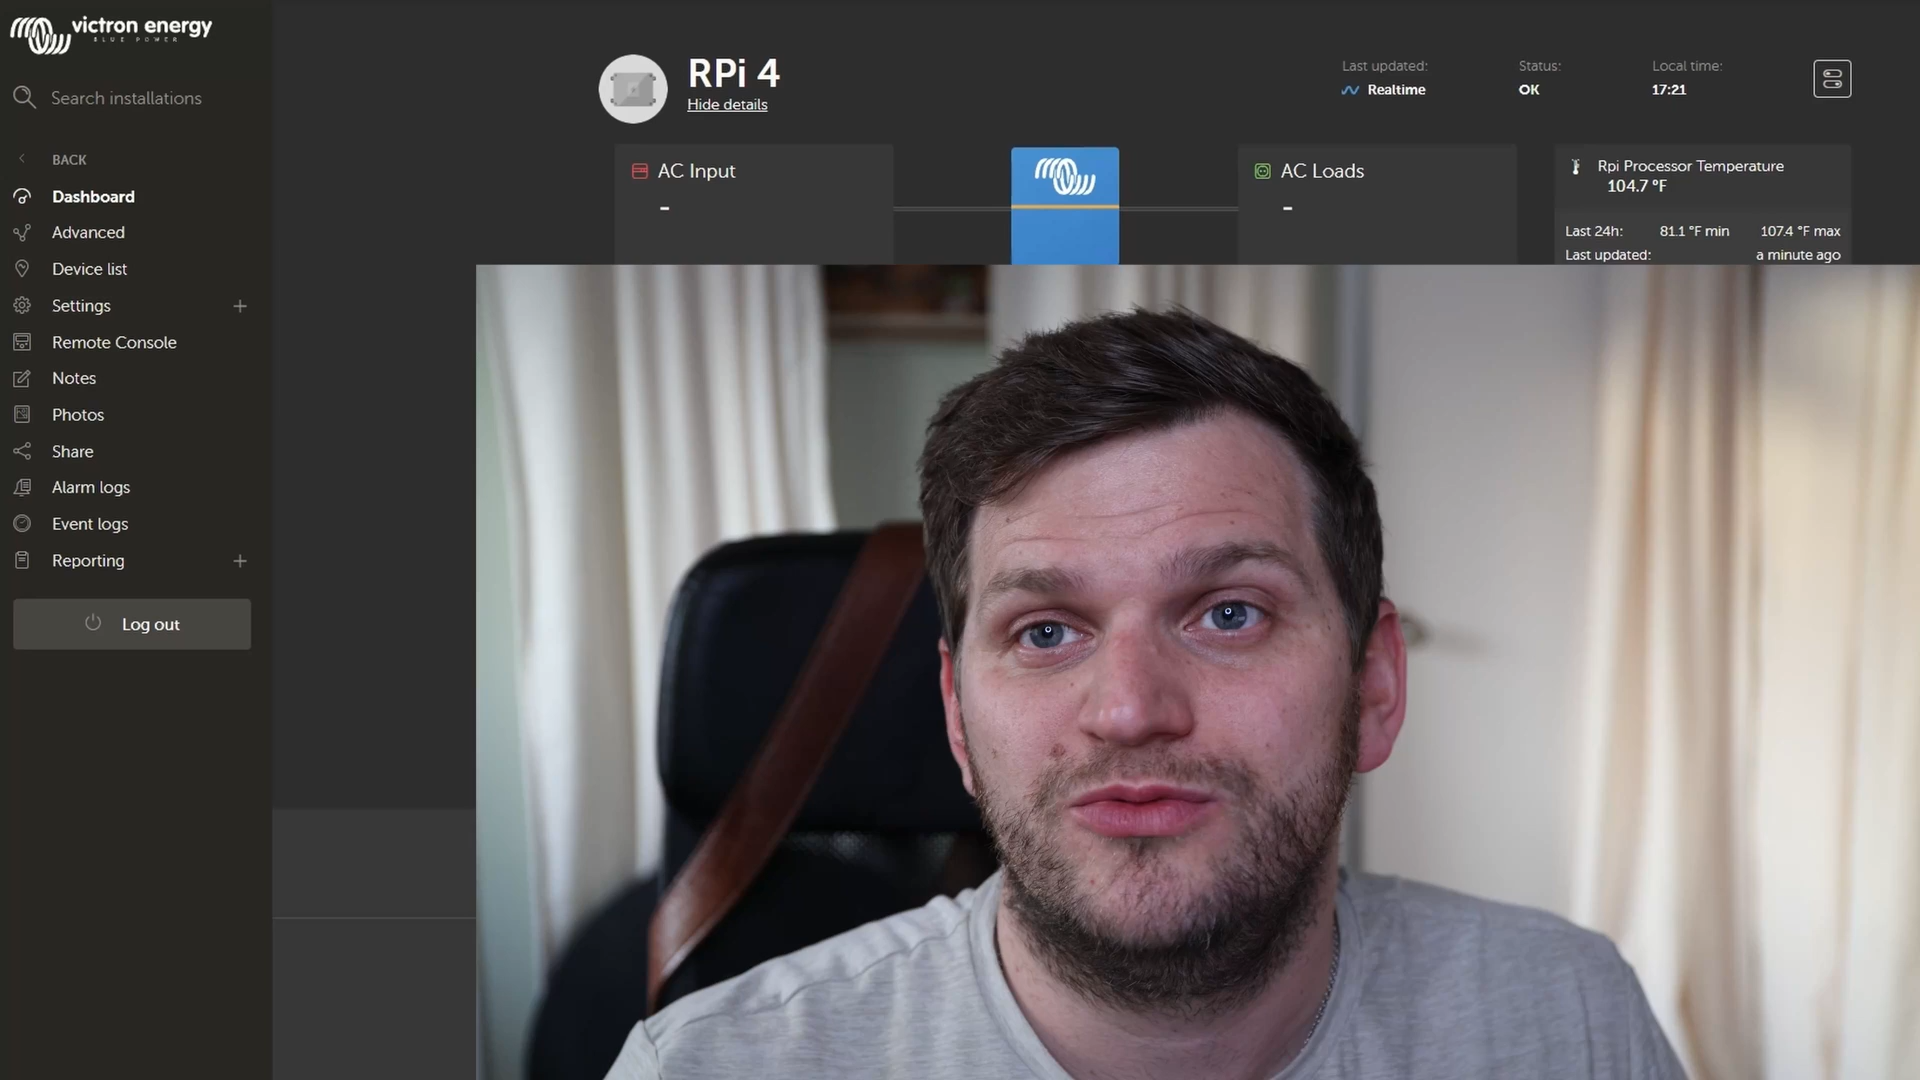 victron energy
BLUE POWER
Search installations
BACK
Dashboard
Advanced
Device list
Settings
Remote Console
Notes
Photos
Share
Alarm logs
Event logs
Reporting
Log out
RPi 4
Hide details
Last updated:
Realtime
Status:
OK
Local time:
17:21
AC Input
-
AC Loads
-
Rpi Processor Temperature
104.7 °F
Last 24h: 81.1 °F min 107.4 °F max
Last updated: a minute ago